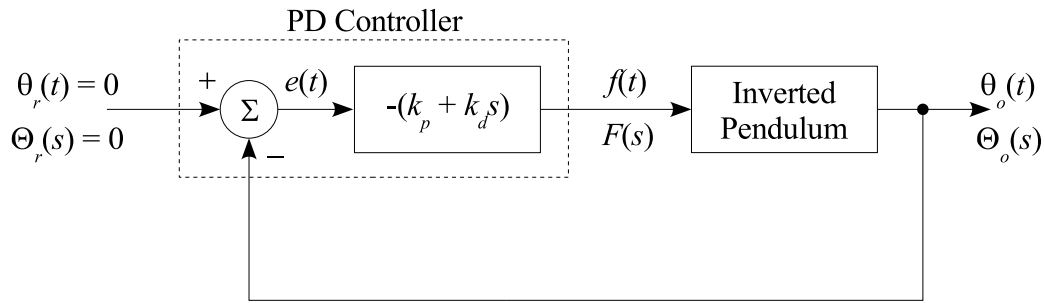 PD Controller
θr(t) = 0
Θr(s) = 0
+
Σ
−
e(t)
-(kp + kds)
f(t)
F(s)
Inverted
Pendulum
θo(t)
Θo(s)